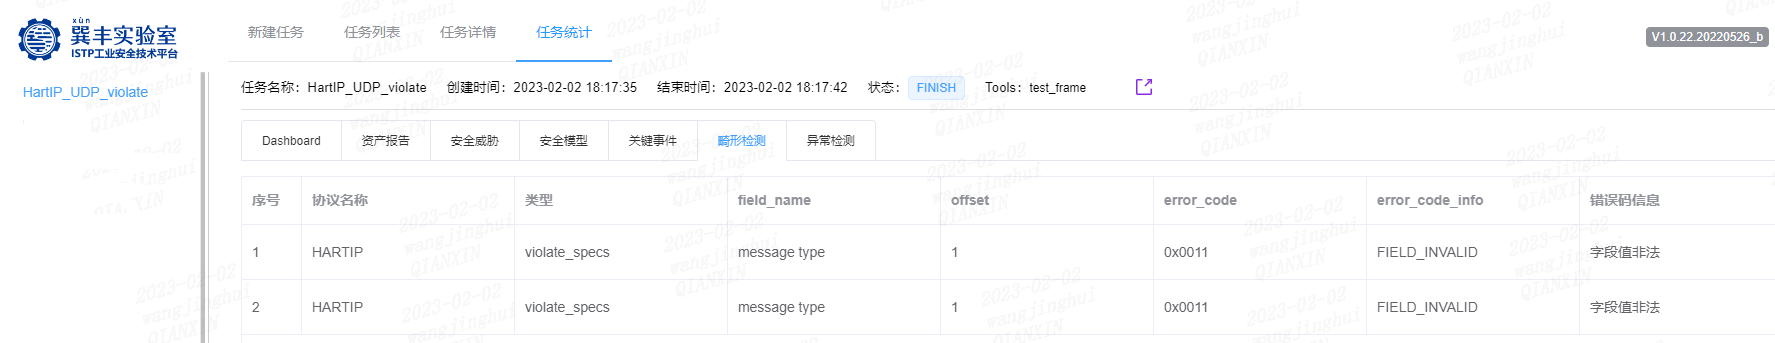 xùn
巽丰实验室
ISTP工业安全技术平台
新建任务 任务列表 任务详情 任务统计
V1.0.22.20220526_b
HartIP_UDP_violate
任务名称：HartIP_UDP_violate 创建时间：2023-02-02 18:17:35 结束时间：2023-02-02 18:17:42 状态：FINISH Tools：test_frame
Dashboard 资产报告 安全威胁 安全模型 关键事件 畸形检测 异常检测
序号 协议名称 类型 field_name offset error_code error_code_info 错误码信息
1 HARTIP violate_specs message type 1 0x0011 FIELD_INVALID 字段值非法
2 HARTIP violate_specs message type 1 0x0011 FIELD_INVALID 字段值非法
2023-02-02
wangjinghui
QIANXIN